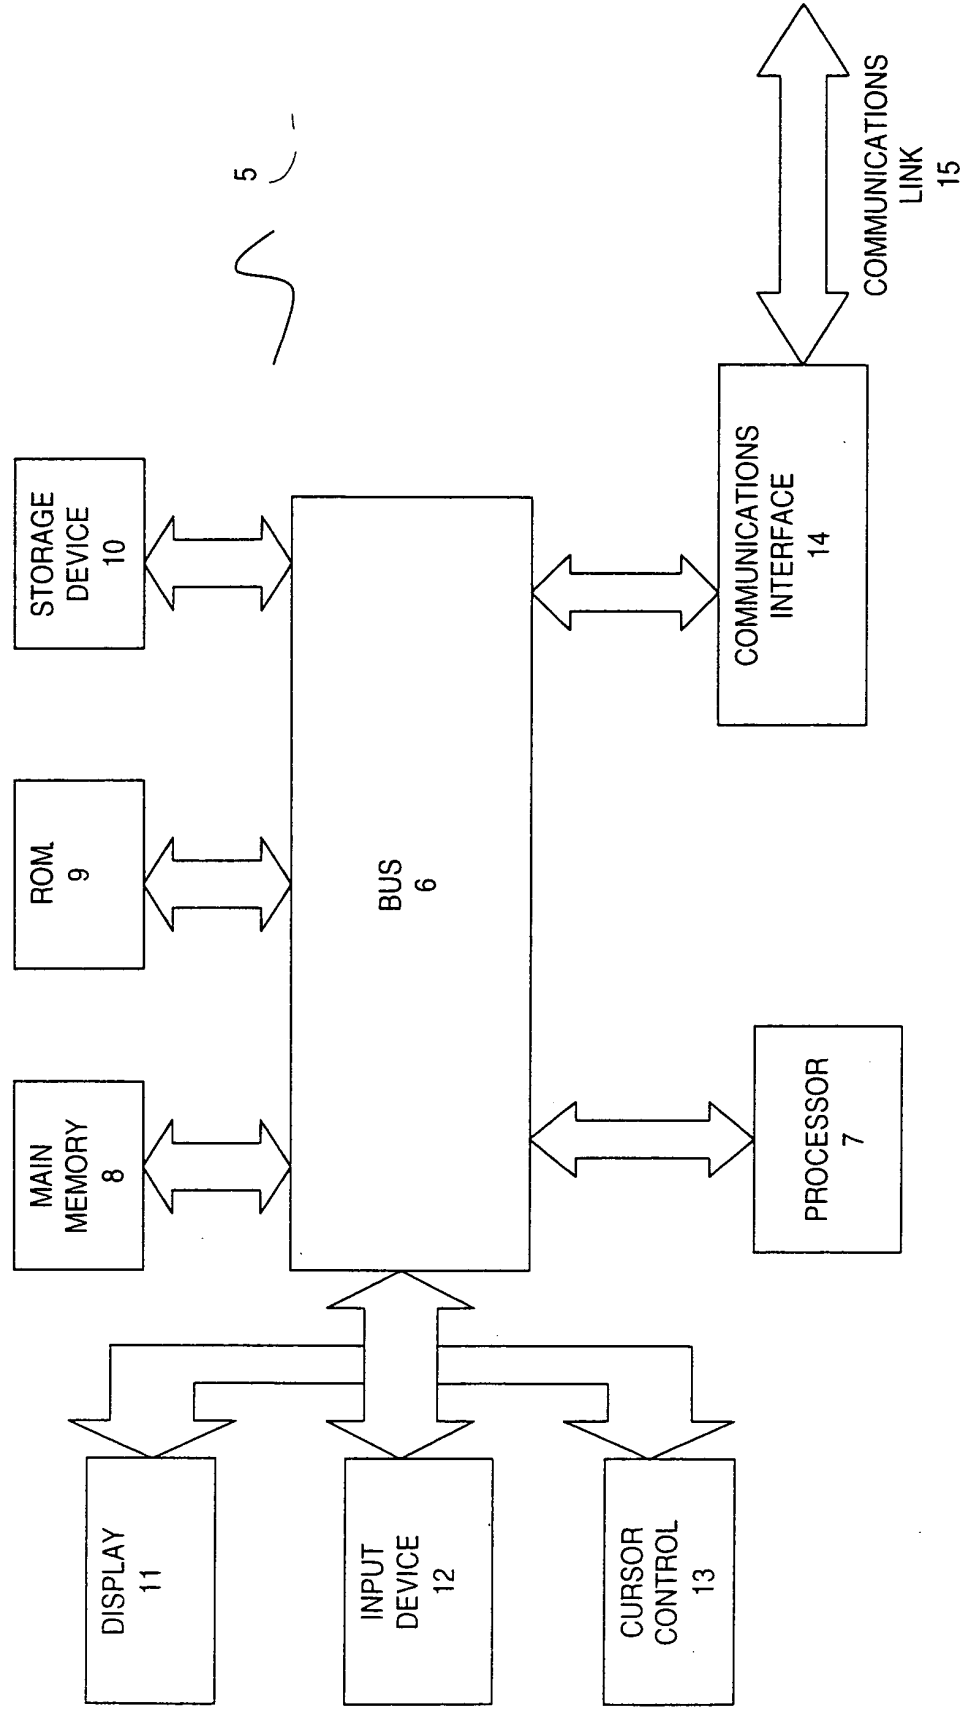 MAIN
MEMORY
8
ROM
9
STORAGE
DEVICE
10
5
DISPLAY
11
INPUT
DEVICE
12
CURSOR
CONTROL
13
BUS
6
PROCESSOR
7
COMMUNICATIONS
INTERFACE
14
COMMUNICATIONS
LINK
15